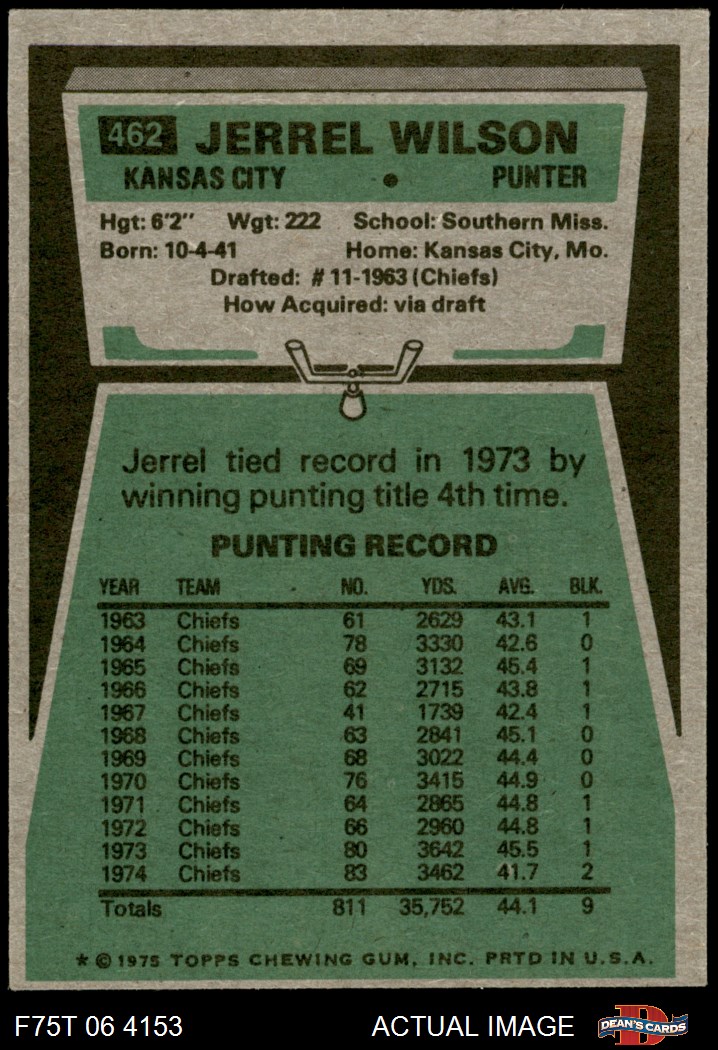 462 JERREL WILSON
KANSAS CITY • PUNTER
Hgt: 6'2" Wgt: 222 School: Southern Miss.
Born: 10-4-41 Home: Kansas City, Mo.
Drafted: #11-1963 (Chiefs)
How Acquired: via draft
Jerrel tied record in 1973 by
winning punting title 4th time.
PUNTING RECORD
YEAR TEAM NO. YDS. AVG. BLK.
1963 Chiefs 61 2629 43.1 1
1964 Chiefs 78 3330 42.6 0
1965 Chiefs 69 3132 45.4 1
1966 Chiefs 62 2715 43.8 1
1967 Chiefs 41 1739 42.4 1
1968 Chiefs 63 2841 45.1 0
1969 Chiefs 68 3022 44.4 0
1970 Chiefs 76 3415 44.9 0
1971 Chiefs 64 2865 44.8 1
1972 Chiefs 66 2960 44.8 1
1973 Chiefs 80 3642 45.5 1
1974 Chiefs 83 3462 41.7 2
Totals 811 35,752 44.1 9
* © 1975 TOPPS CHEWING GUM, INC. PRTD IN U.S.A.
F75T 06 4153 ACTUAL IMAGE D DEAN'S CARDS